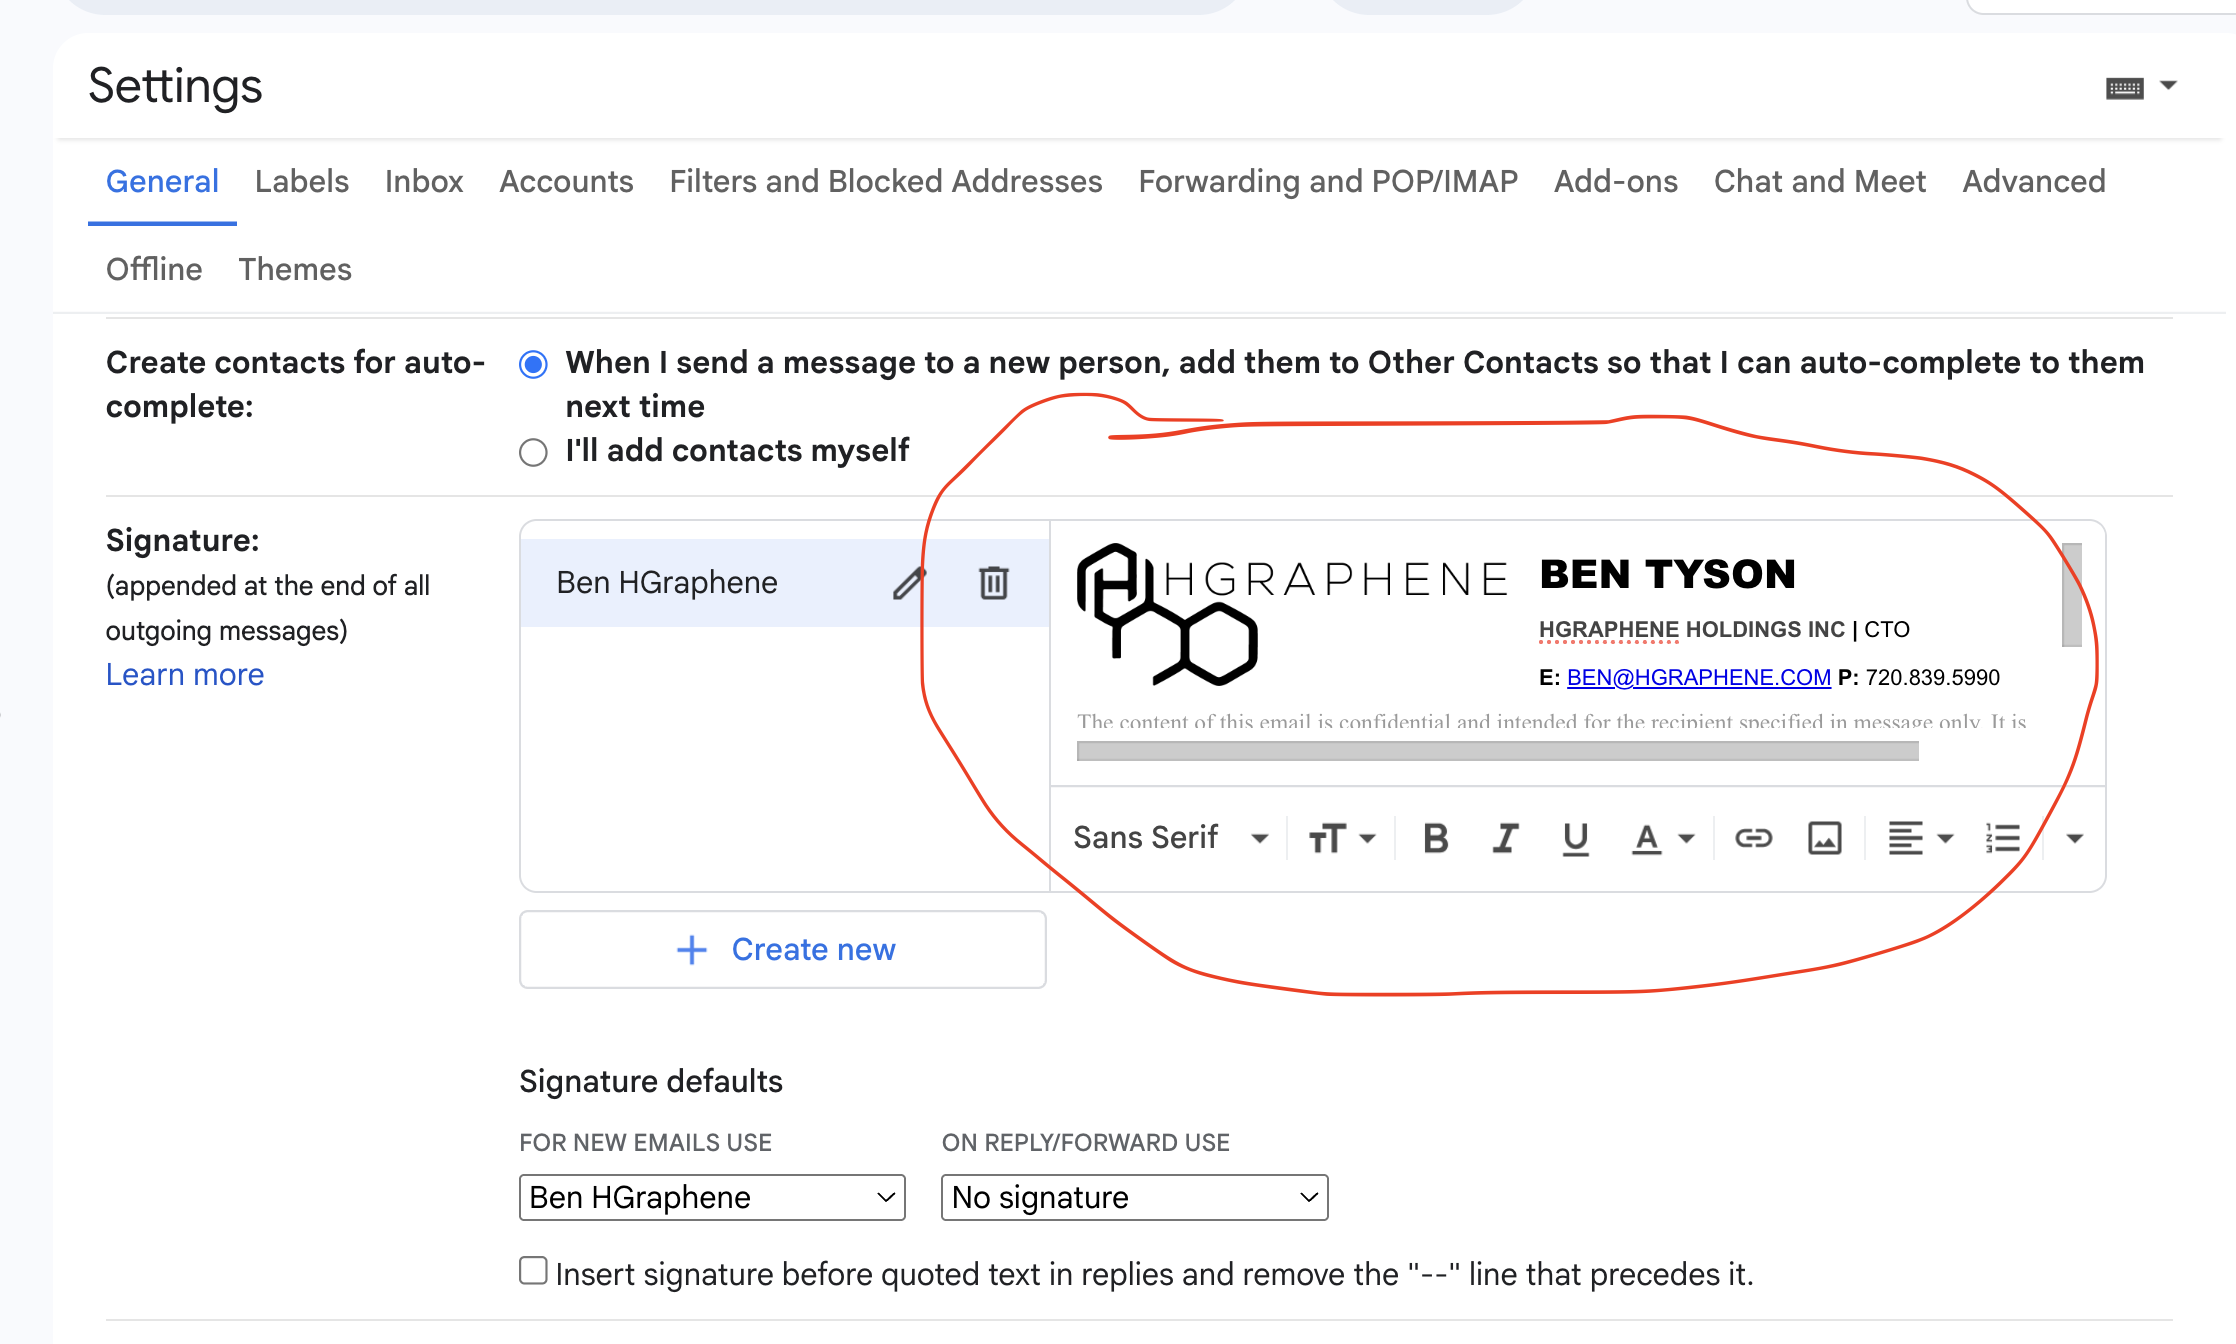 Settings
General Labels Inbox Accounts Filters and Blocked Addresses Forwarding and POP/IMAP Add-ons Chat and Meet Advanced
Offline Themes
Create contacts for auto-
complete:
When I send a message to a new person, add them to Other Contacts so that I can auto-complete to them
next time
I'll add contacts myself
Signature:
(appended at the end of all
outgoing messages)
Learn more
Ben HGraphene
HGRAPHENE
BEN TYSON
HGRAPHENE HOLDINGS INC | CTO
E: BEN@HGRAPHENE.COM P: 720.839.5990
The content of this email is confidential and intended for the recipient specified in message only. It is
Sans Serif
Create new
Signature defaults
FOR NEW EMAILS USE ON REPLY/FORWARD USE
Ben HGraphene No signature
Insert signature before quoted text in replies and remove the "--" line that precedes it.